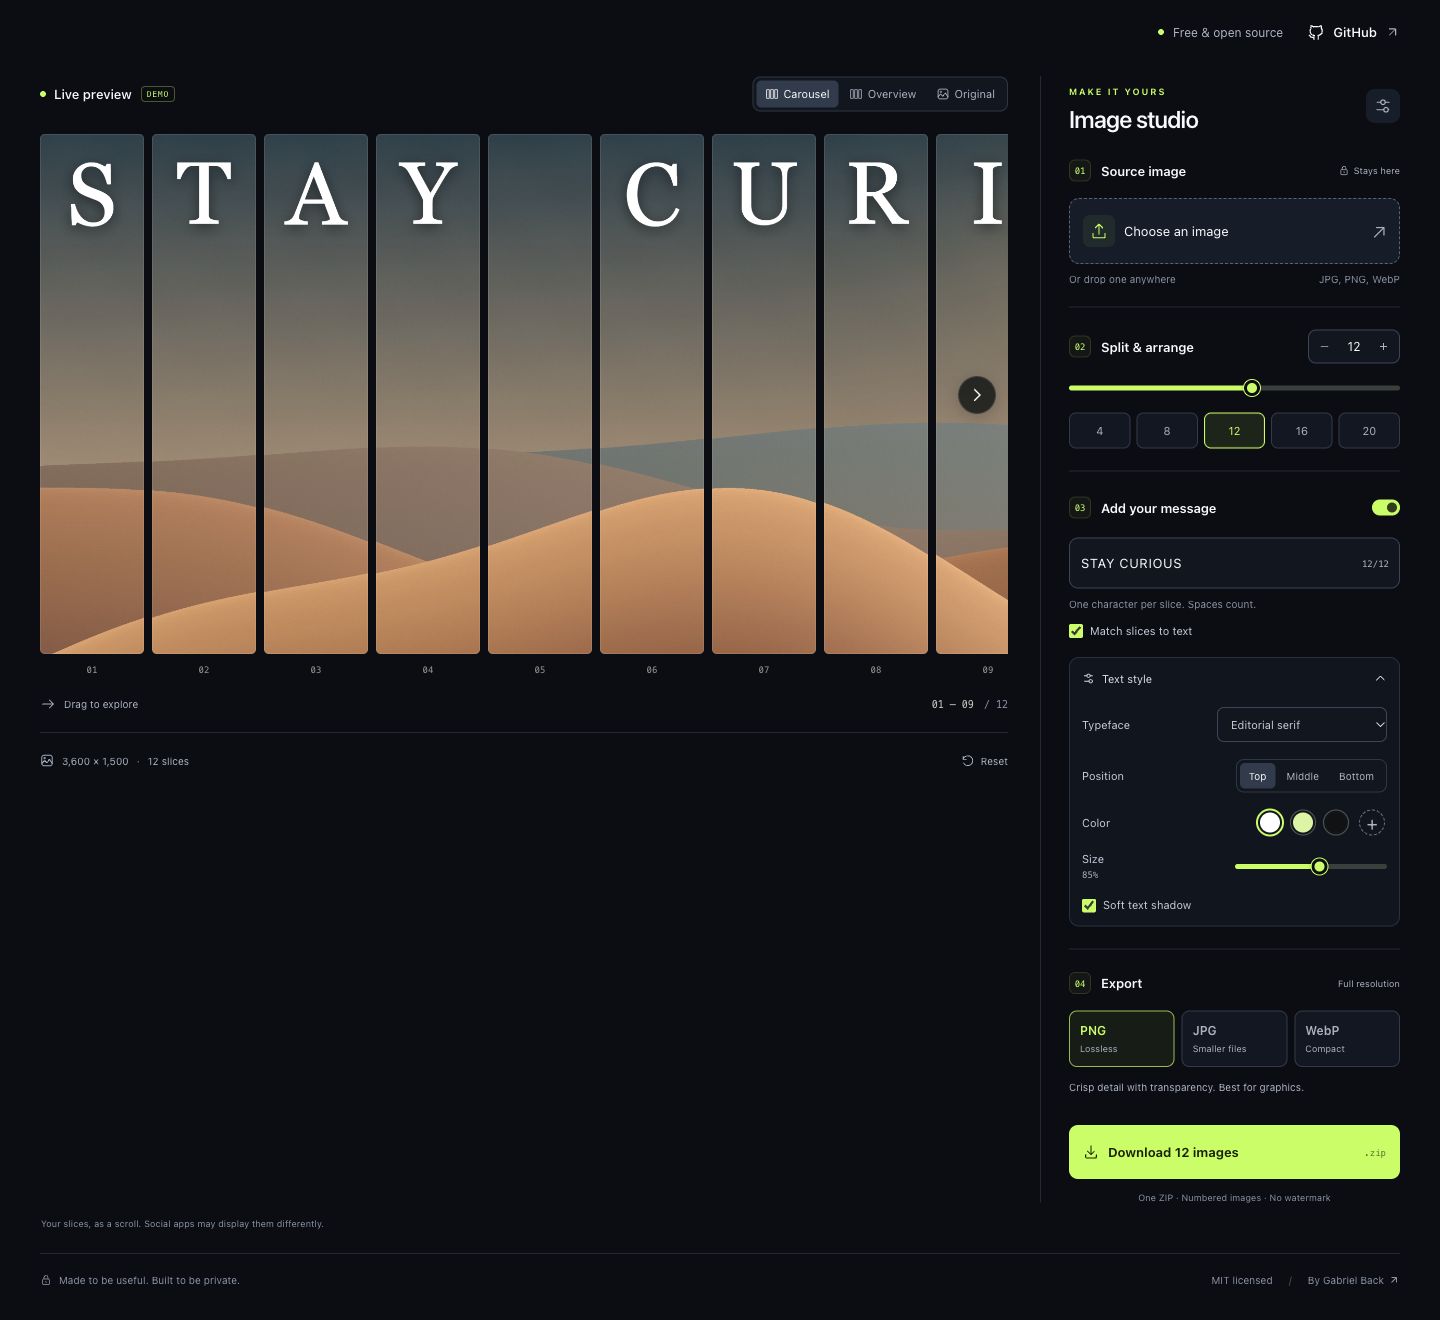 Free & open source
GitHub
Live preview
DEMO
Carousel
Overview
Original
S T A Y C U R I
01 02 03 04 05 06 07 08 09
Drag to explore
01 — 09 / 12
3,600 × 1,500 · 12 slices
Reset
MAKE IT YOURS
Image studio
01 Source image
Stays here
Choose an image
Or drop one anywhere
JPG, PNG, WebP
02 Split & arrange
− 12 +
4 8 12 16 20
03 Add your message
STAY CURIOUS
12/12
One character per slice. Spaces count.
Match slices to text
Text style
Typeface
Editorial serif
Position
Top Middle Bottom
Color
+
Size
85%
Soft text shadow
04 Export
Full resolution
PNG JPG WebP
Lossless Smaller files Compact
Crisp detail with transparency. Best for graphics.
Download 12 images
.zip
One ZIP · Numbered images · No watermark
Your slices, as a scroll. Social apps may display them differently.
Made to be useful. Built to be private.
MIT licensed / By Gabriel Back